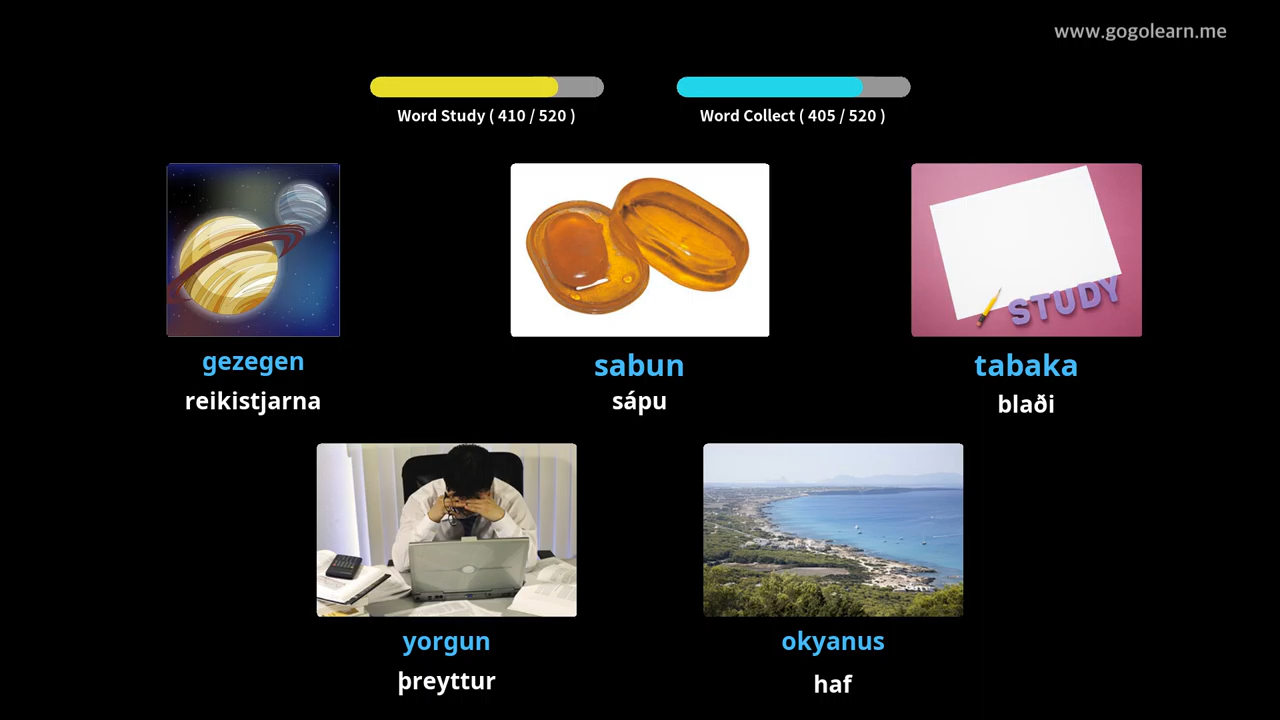 www.gogolearn.me
Word Study ( 410 / 520 )
Word Collect ( 405 / 520 )
STUDY
gezegen
sabun
tabaka
reikistjarna
sápu
blaði
yorgun
okyanus
þreyttur
haf